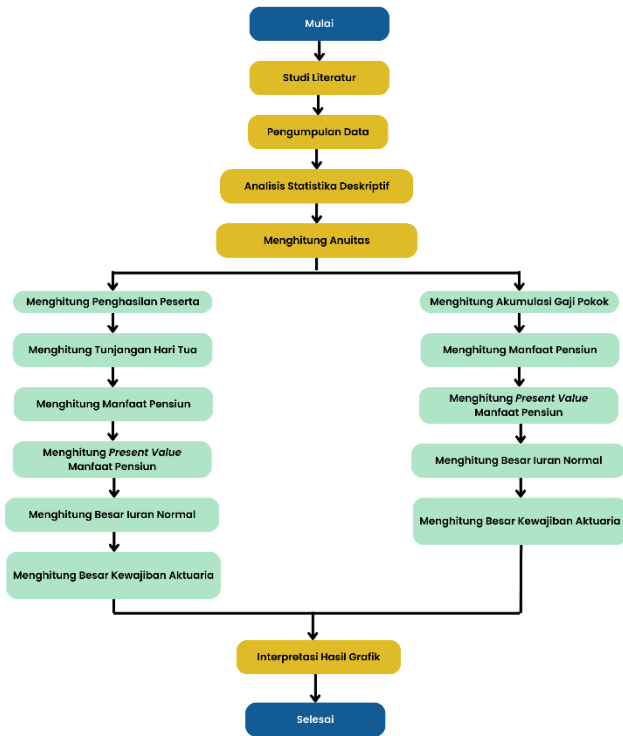 Mulai
Studi Literatur
Pengumpulan Data
Analisis Statistika Deskriptif
Menghitung Anuitas
Menghitung Penghasilan Peserta
Menghitung Tunjangan Hari Tua
Menghitung Manfaat Pensiun
Menghitung Present Value
Manfaat Pensiun
Menghitung Besar Iuran Normal
Menghitung Besar Kewajiban Aktuaria
Menghitung Akumulasi Gaji Pokok
Menghitung Manfaat Pensiun
Menghitung Present Value
Manfaat Pensiun
Menghitung Besar Iuran Normal
Menghitung Besar Kewajiban Aktuaria
Interpretasi Hasil Grafik
Selesai